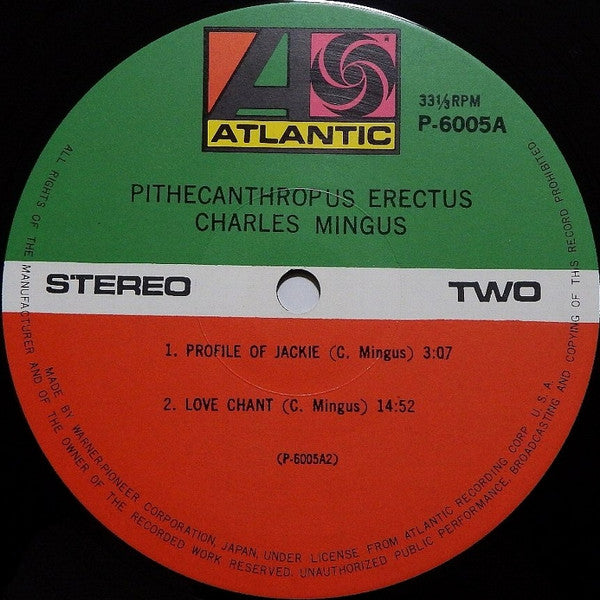 ATLANTIC
33⅓RPM
P-6005A
PITHECANTHROPUS ERECTUS
CHARLES MINGUS
STEREO
TWO
1. PROFILE OF JACKIE (C. Mingus) 3:07
2. LOVE CHANT (C. Mingus) 14:52
(P-6005A2)
ALL RIGHTS OF THE MANUFACTURER AND OF THE OWNER OF THE RECORDED WORK RESERVED. UNAUTHORIZED PUBLIC PERFORMANCE, BROADCASTING AND COPYING OF THIS RECORD PROHIBITED
MADE BY WARNER-PIONEER CORPORATION, JAPAN, UNDER LICENSE FROM ATLANTIC RECORDING CORP. U.S.A.